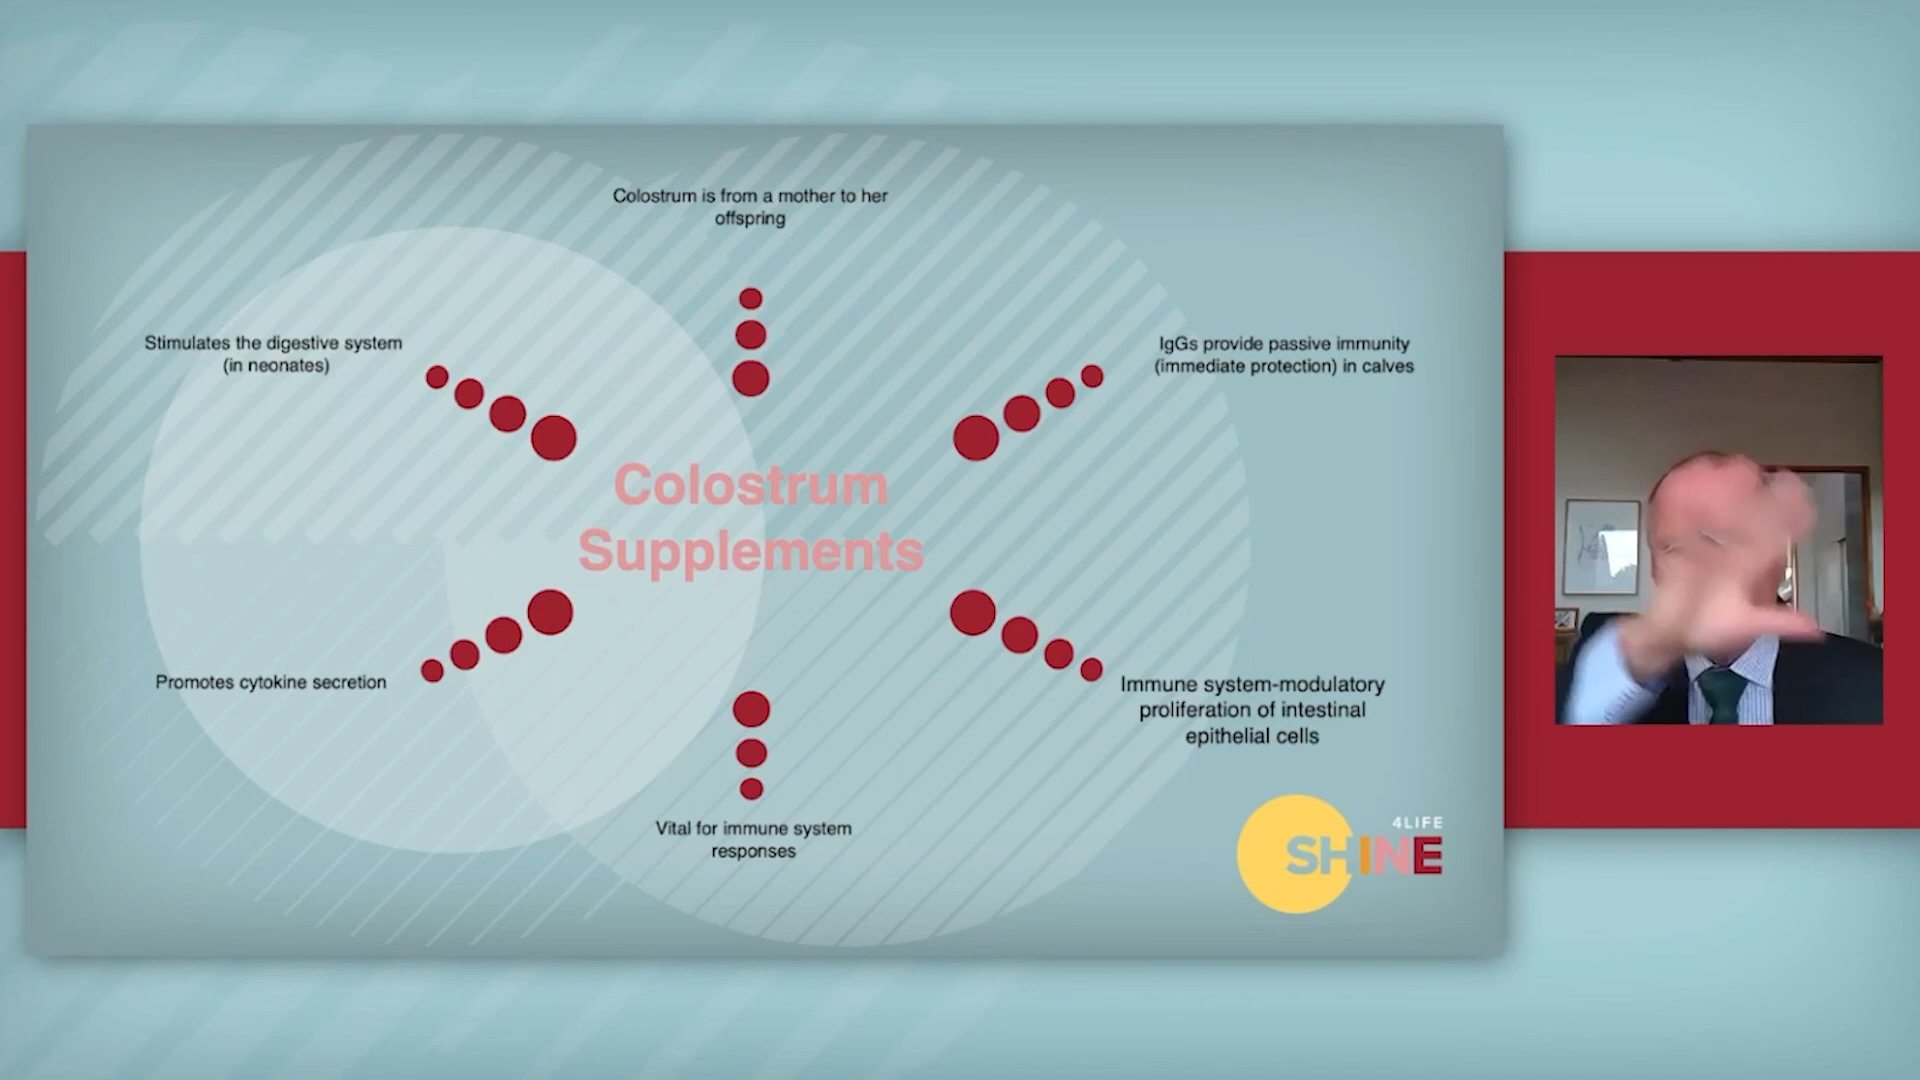 Colostrum is from a mother to her
offspring
Stimulates the digestive system
(in neonates)
IgGs provide passive immunity
(immediate protection) in calves
Colostrum
Supplements
Promotes cytokine secretion
Immune system-modulatory
proliferation of intestinal
epithelial cells
Vital for immune system
responses
4LIFE
SHINE